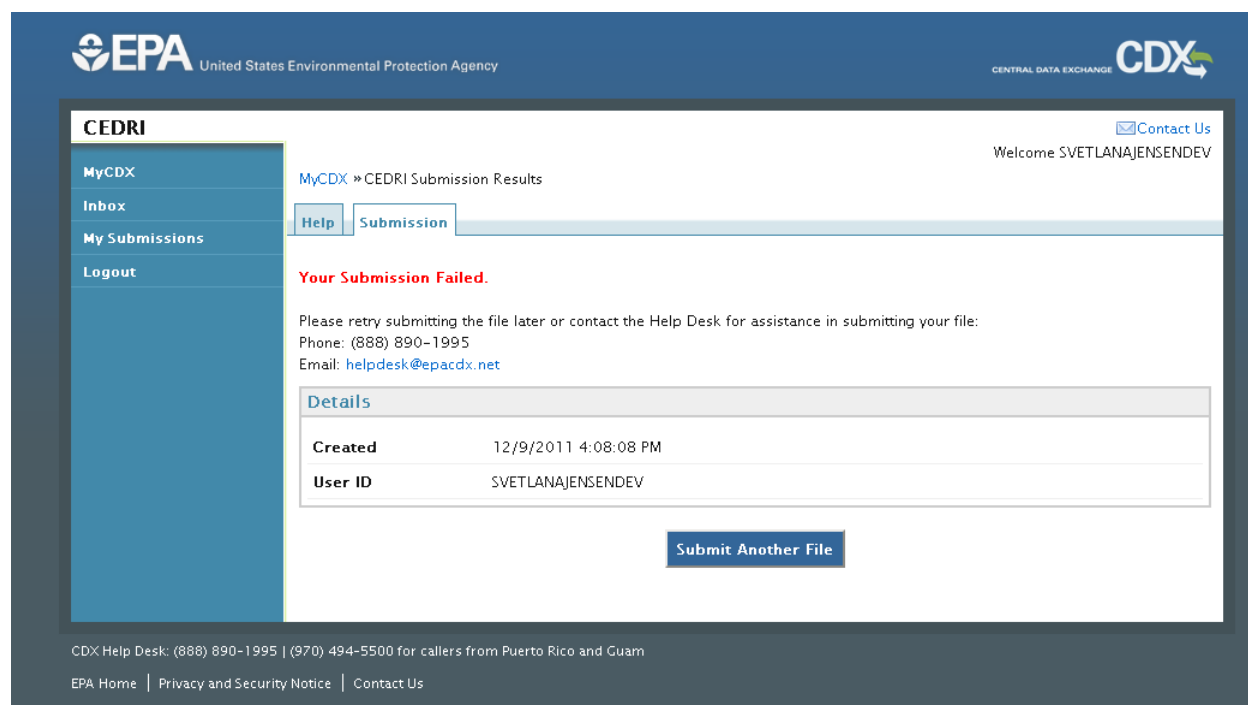 EPA United States Environmental Protection Agency
CENTRAL DATA EXCHANGE CDX
CEDRI
Contact Us
Welcome SVETLANAJENSENDEV
MyCDX
Inbox
My Submissions
Logout
MyCDX » CEDRI Submission Results
Help Submission
Your Submission Failed.
Please retry submitting the file later or contact the Help Desk for assistance in submitting your file:
Phone: (888) 890-1995
Email: helpdesk@epacdx.net
Details
Created 12/9/2011 4:08:08 PM
User ID SVETLANAJENSENDEV
Submit Another File
CDX Help Desk: (888) 890-1995 | (970) 494-5500 for callers from Puerto Rico and Guam
EPA Home | Privacy and Security Notice | Contact Us